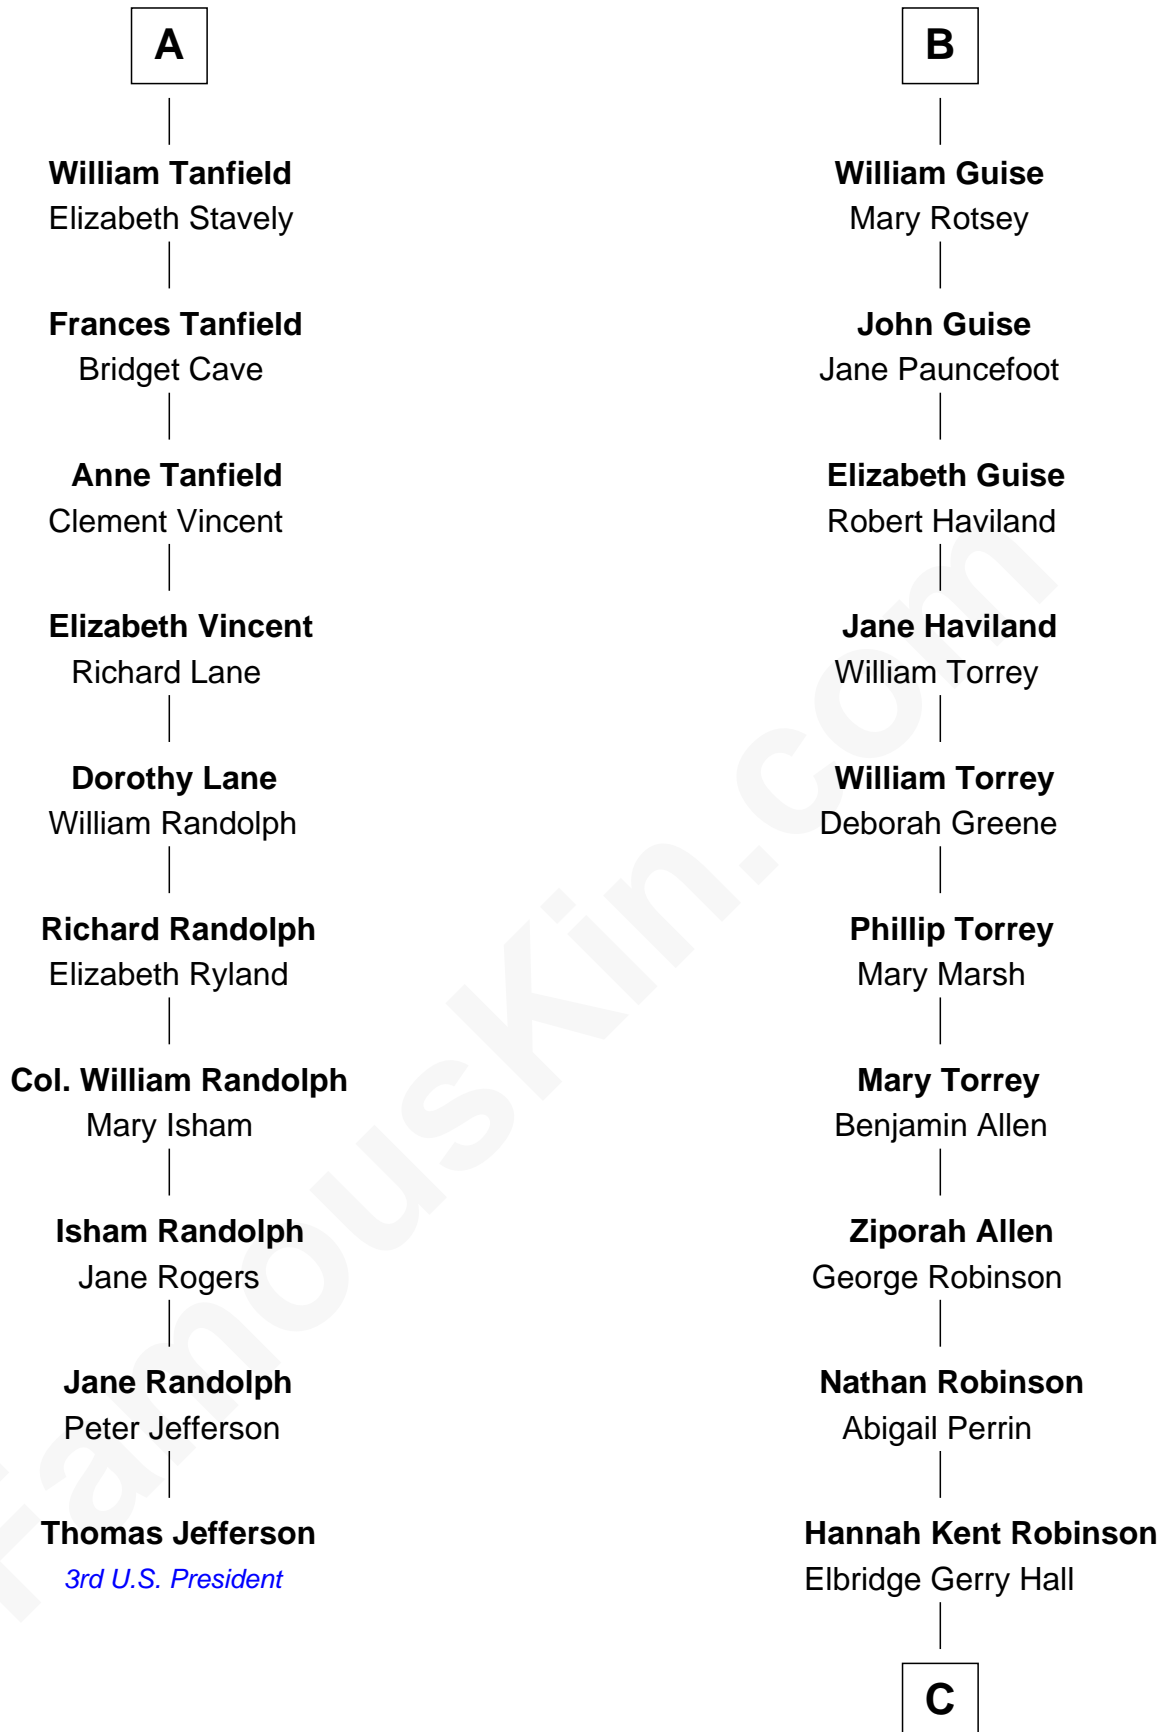 A
William Tanfield
Elizabeth Stavely
Frances Tanfield
Bridget Cave
Anne Tanfield
Clement Vincent
Elizabeth Vincent
Richard Lane
Dorothy Lane
William Randolph
Richard Randolph
Elizabeth Ryland
Col. William Randolph
Mary Isham
Isham Randolph
Jane Rogers
Jane Randolph
Peter Jefferson
Thomas Jefferson
3rd U.S. President
B
William Guise
Mary Rotsey
John Guise
Jane Pauncefoot
Elizabeth Guise
Robert Haviland
Jane Haviland
William Torrey
William Torrey
Deborah Greene
Phillip Torrey
Mary Marsh
Mary Torrey
Benjamin Allen
Ziporah Allen
George Robinson
Nathan Robinson
Abigail Perrin
Hannah Kent Robinson
Elbridge Gerry Hall
C
FamousKin.com